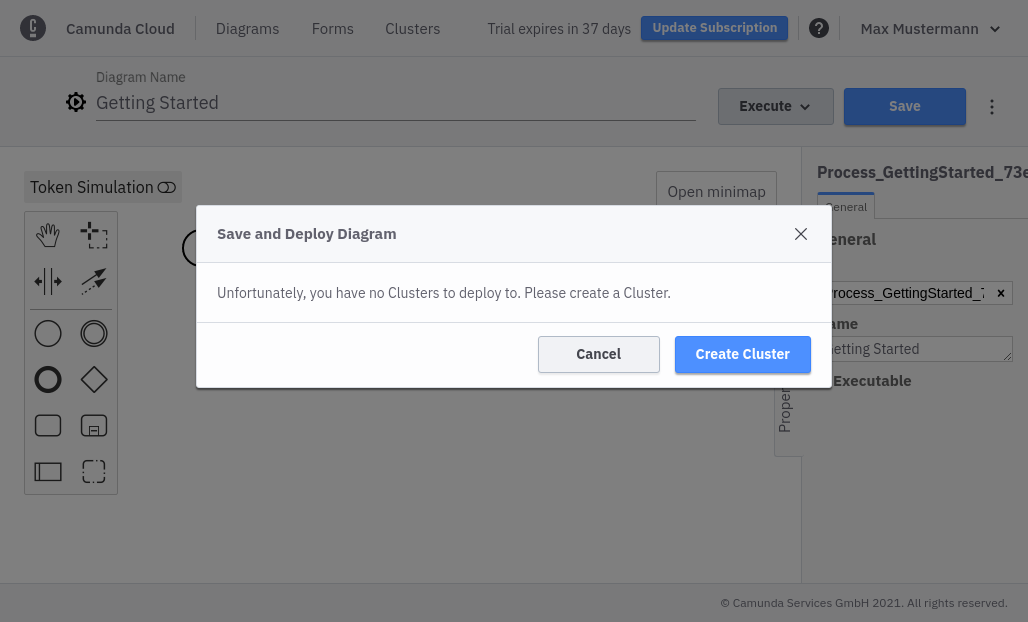 Camunda Cloud
Diagrams
Forms
Clusters
Trial expires in 37 days
Update Subscription
?
Max Mustermann
Diagram Name
Getting Started
Execute
Save
Token Simulation
Open minimap
Process_GettingStarted_73
General
Save and Deploy Diagram
Unfortunately, you have no Clusters to deploy to. Please create a Cluster.
Cancel
Create Cluster
eneral
rocess_GettingStarted_
ame
etting Started
Executable
Proper
© Camunda Services GmbH 2021. All rights reserved.